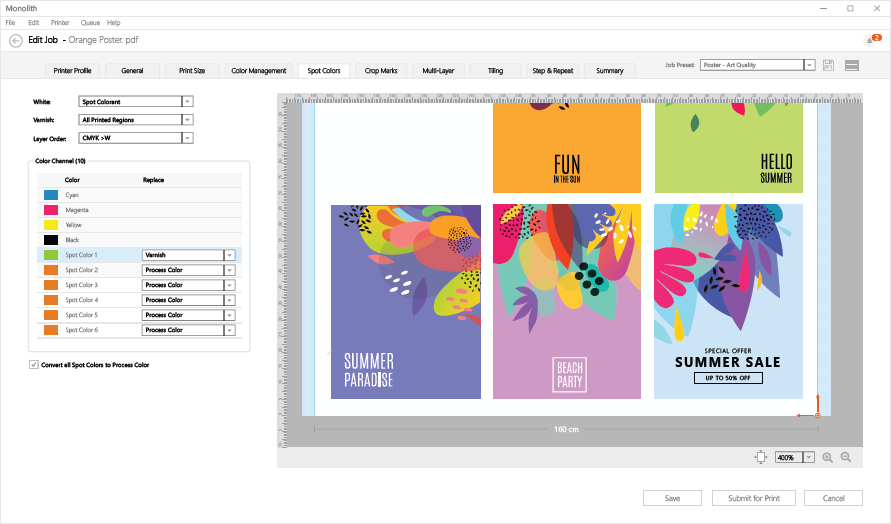 Monolith
File Edit Printer Queue Help
Edit Job - Orange Poster. pdf
2
Printer Profile General Print Size Color Management Spot Colors Crop Marks Multi-Layer Tiling Step & Repeat Summary
Job Preset: Poster - Art Quality
White: Spot Colorant
Varnish: All Printed Regions
Layer Order: CMYK >W
Color Channel (10)
Color Replace
Cyan
Magenta
Yellow
Black
Spot Color 1 Varnish
Spot Color 2 Process Color
Spot Color 3 Process Color
Spot Color 4 Process Color
Spot Color 5 Process Color
Spot Color 6 Process Color
Convert all Spot Colors to Process Color
FUN
IN THE SUN
HELLO
SUMMER
SUMMER
PARADISE
BEACH
PARTY
SPECIAL OFFER
SUMMER SALE
UP TO 50% OFF
160 cm
400%
Save Submit for Print Cancel